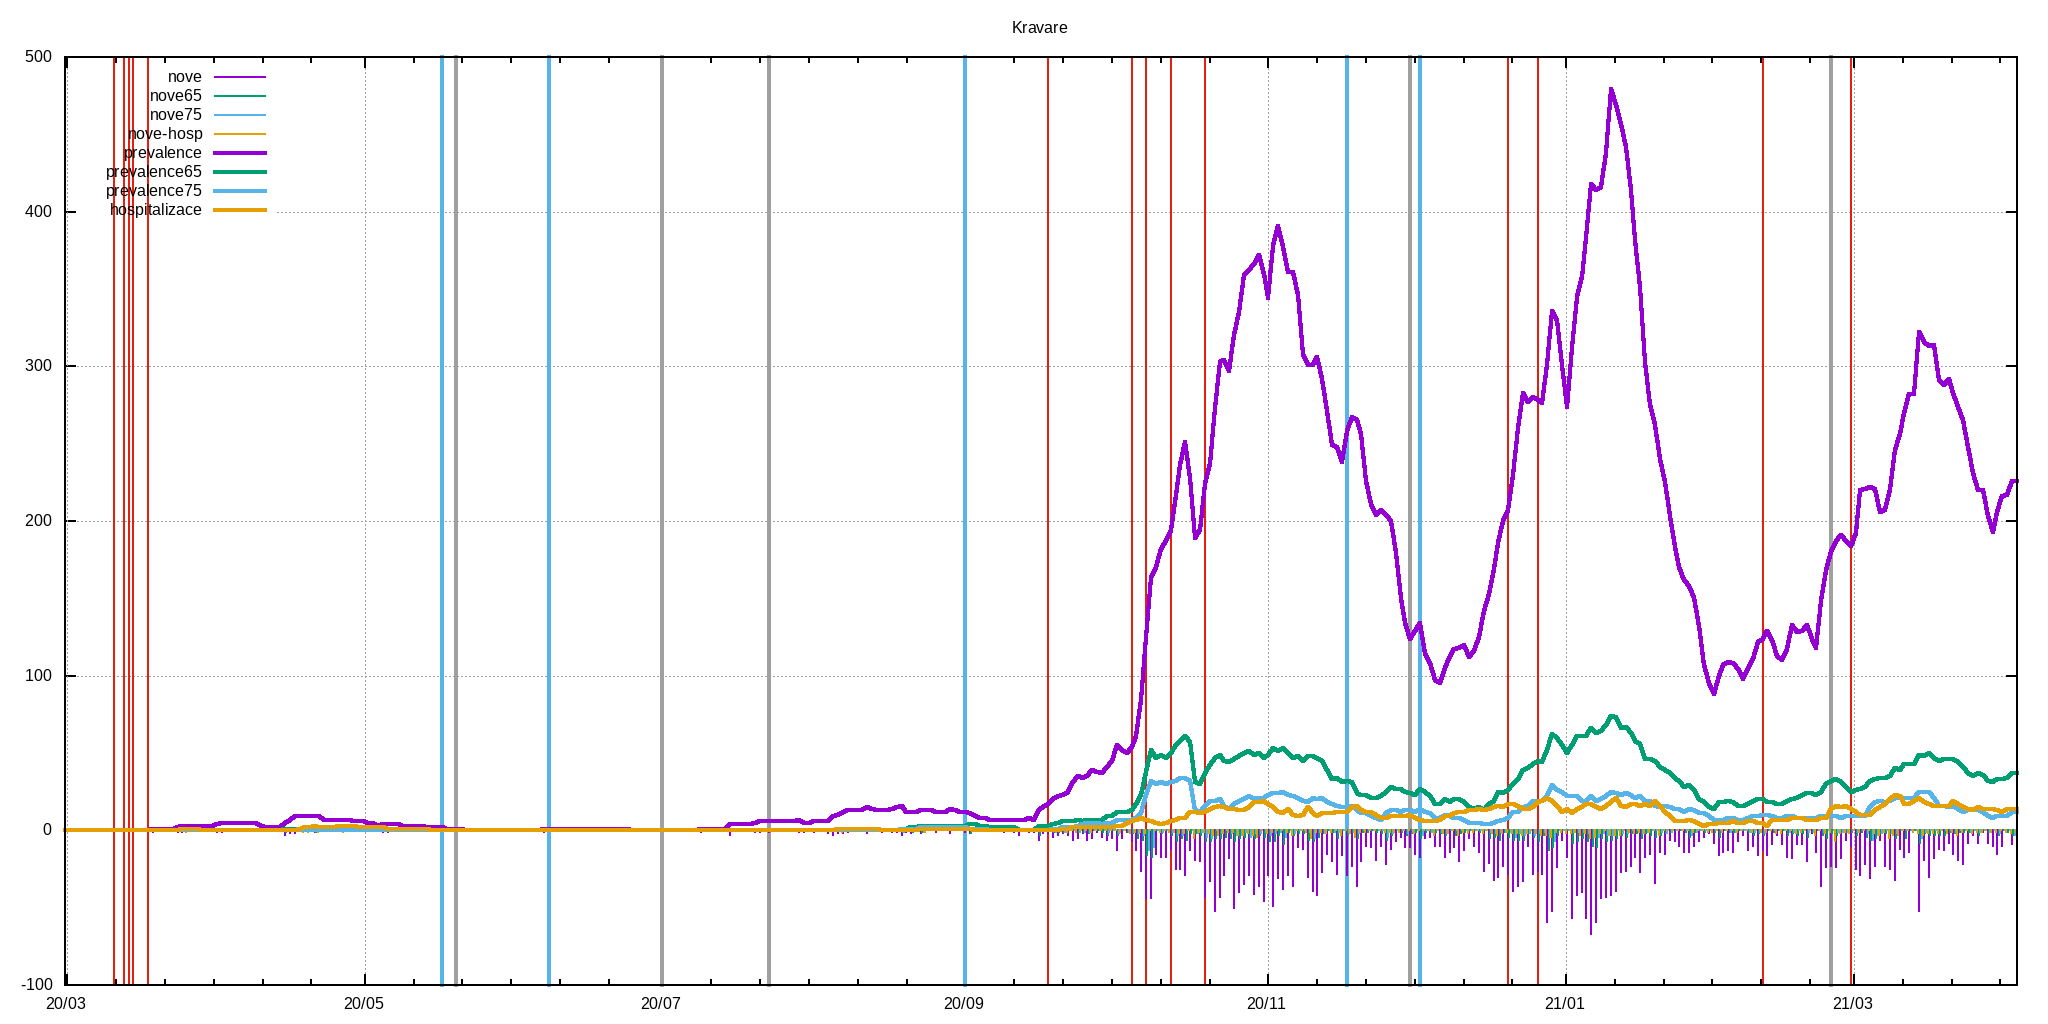 Kravare
500
nove
nove65
nove75
nove-hosp
prevalence
prevalence65
prevalence75
hospitalizace
400
300
200
100
0
-100
20/03 20/05 20/07 20/09 20/11 21/01 21/03